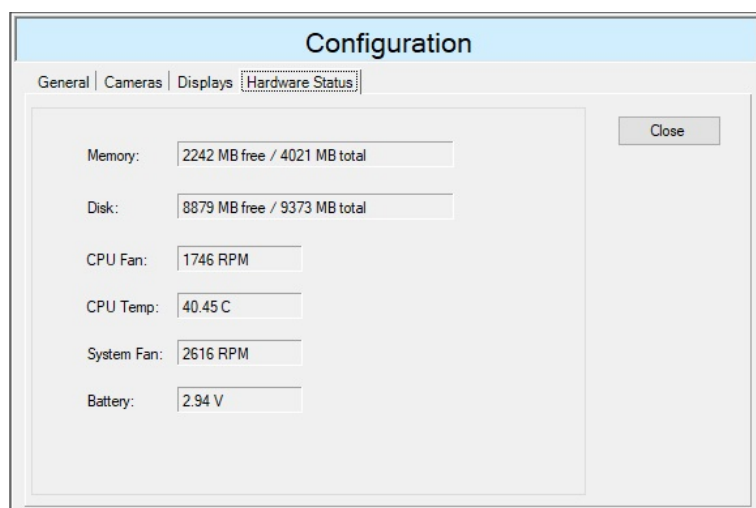 Configuration
General Cameras Displays Hardware Status
Close
Memory: 2242 MB free / 4021 MB total
Disk: 8879 MB free / 9373 MB total
CPU Fan: 1746 RPM
CPU Temp: 40.45 C
System Fan: 2616 RPM
Battery: 2.94 V